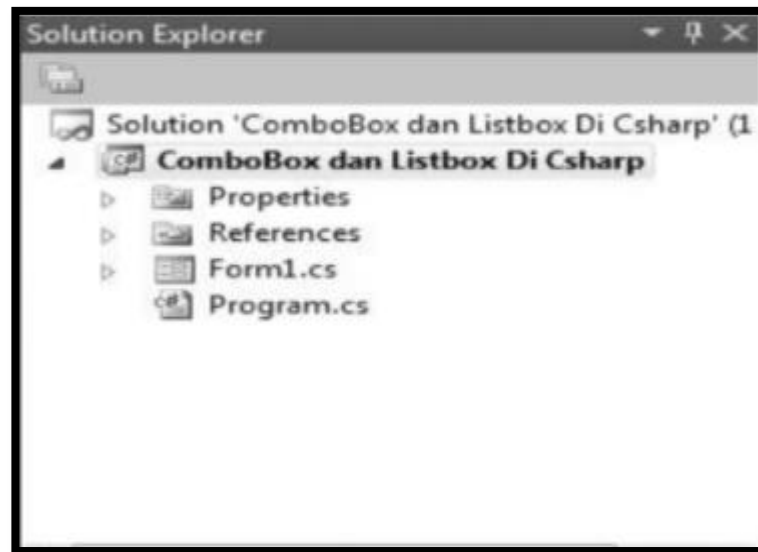 Solution Explorer
Solution 'ComboBox dan Listbox Di Csharp' (1
ComboBox dan Listbox Di Csharp
Properties
References
Form1.cs
Program.cs